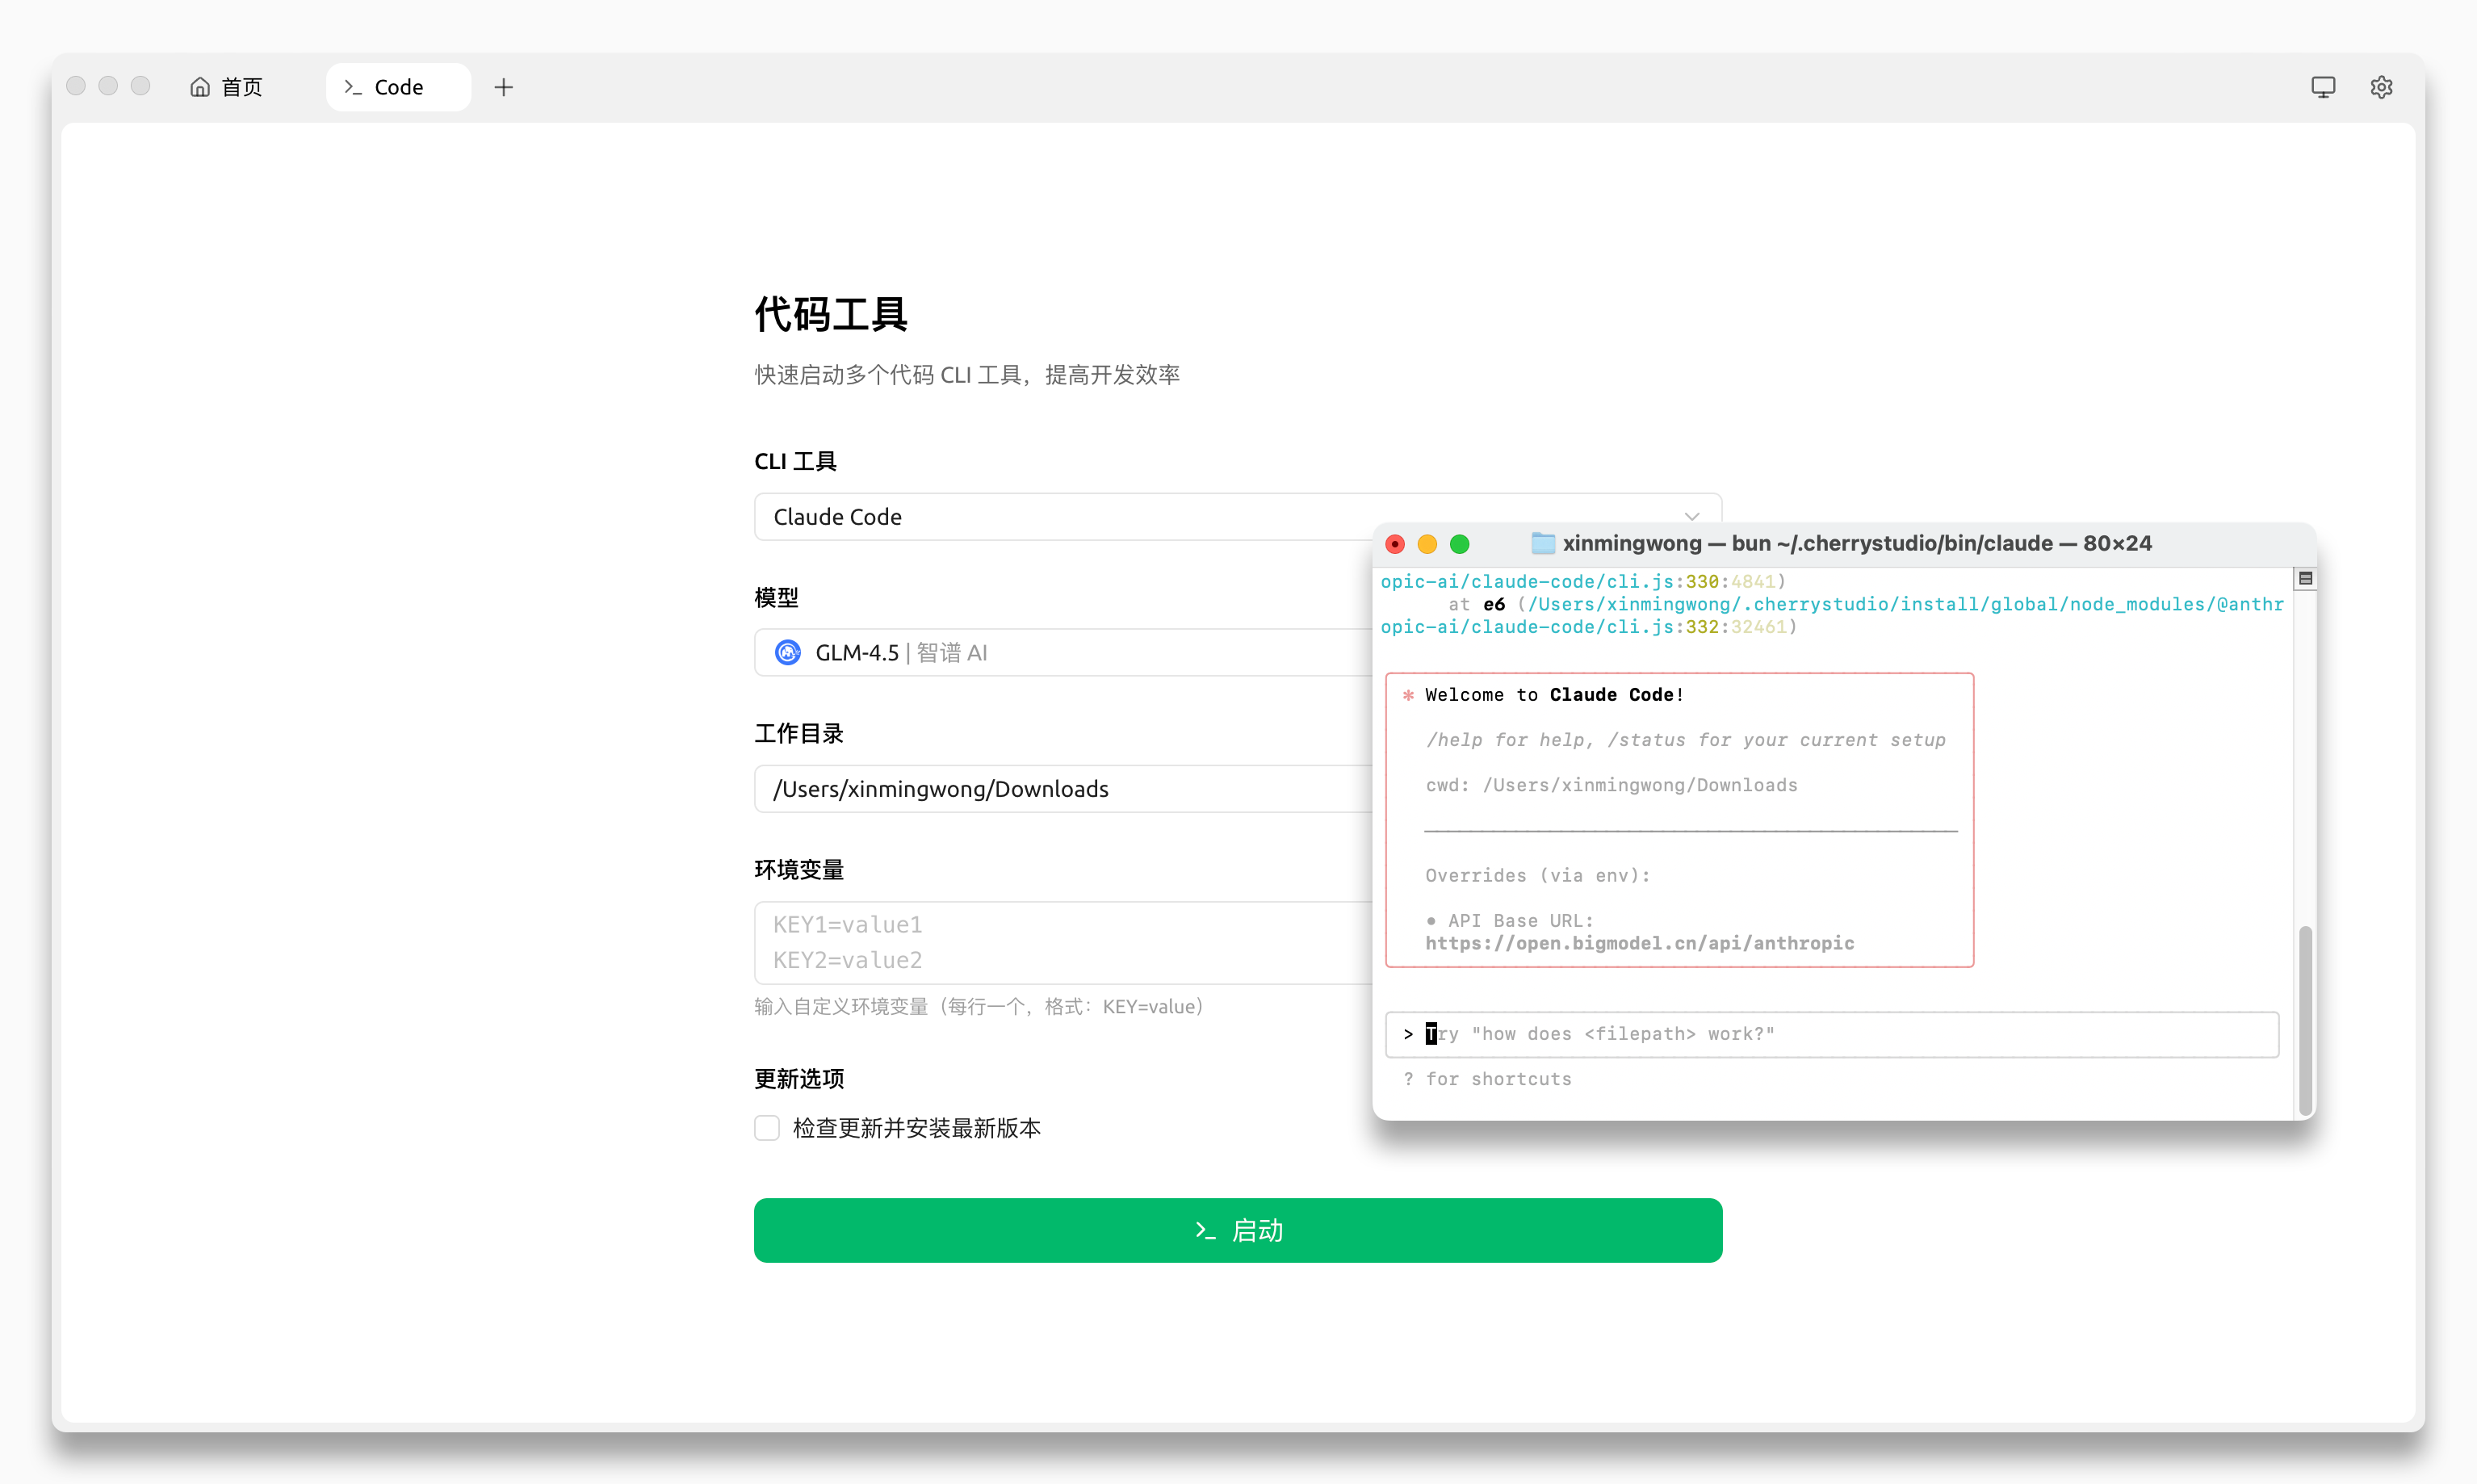 首页
Code
代码工具
快速启动多个代码 CLI 工具，提高开发效率
CLI 工具
Claude Code
模型
GLM-4.5 | 智谱 AI
工作目录
/Users/xinmingwong/Downloads
环境变量
KEY1=value1
KEY2=value2
输入自定义环境变量（每行一个，格式：KEY=value）
更新选项
检查更新并安装最新版本
>_ 启动
xinmingwong — bun ~/.cherrystudio/bin/claude — 80×24
opic-ai/claude-code/cli.js:330:4841)
at e6 (/Users/xinmingwong/.cherrystudio/install/global/node_modules/@anthr
opic-ai/claude-code/cli.js:332:32461)
✻ Welcome to Claude Code!
/help for help, /status for your current setup
cwd: /Users/xinmingwong/Downloads
Overrides (via env):
• API Base URL:
https://open.bigmodel.cn/api/anthropic
> Try "how does <filepath> work?"
? for shortcuts